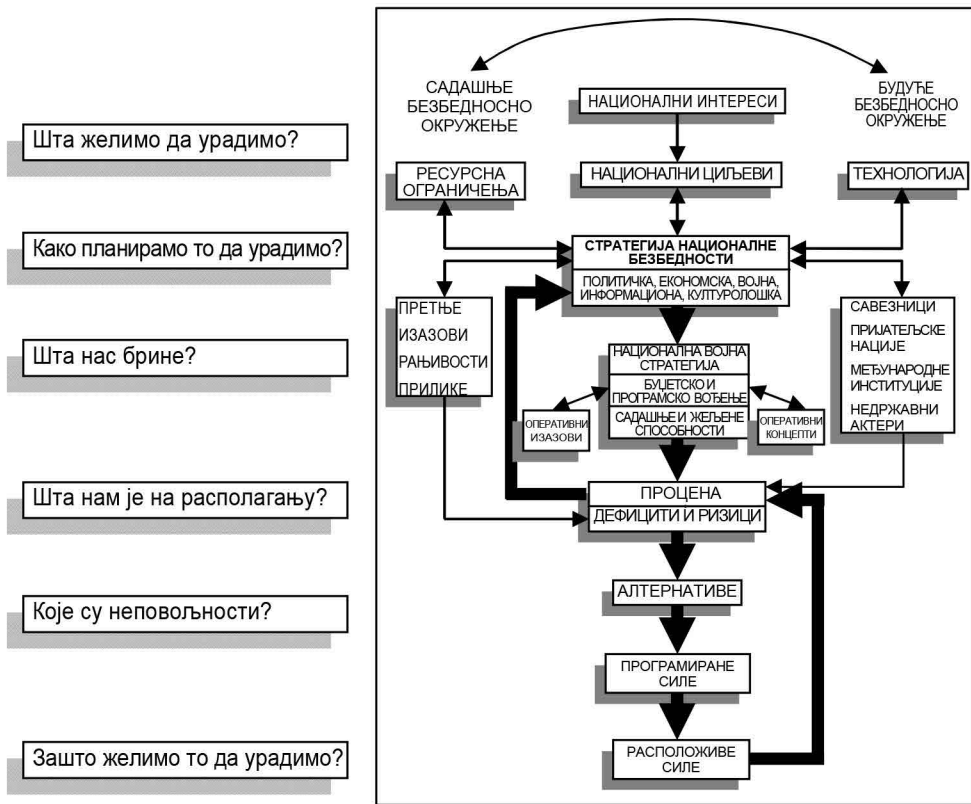 Шта желимо да урадимо?
Како планирамо то да урадимо?
Шта нас брине?
Шта нам је на располагању?
Које су неповољности?
Зашто желимо то да урадимо?
САДАШЊЕ
БЕЗБЕДНОСНО
ОКРУЖЕЊЕ
НАЦИОНАЛНИ ИНТЕРЕСИ
БУДУЋЕ
БЕЗБЕДНОСНО
ОКРУЖЕЊЕ
РЕСУРСНА
ОГРАНИЧЕЊА
НАЦИОНАЛНИ ЦИЉЕВИ
ТЕХНОЛОГИЈА
СТРАТЕГИЈА НАЦИОНАЛНЕ
БЕЗБЕДНОСТИ
ПОЛИТИЧКА, ЕКОНОМСКА, ВОЈНА,
ИНФОРМАЦИОНА, КУЛТУРОЛОШКА
ПРЕТЊЕ
ИЗАЗОВИ
РАЊИВОСТИ
ПРИЛИКЕ
САВЕЗНИЦИ
ПРИЈАТЕЉСКЕ
НАЦИЈЕ
МЕЂУНАРОДНЕ
ИНСТИТУЦИЈЕ
НЕДРЖАВНИ
АКТЕРИ
НАЦИОНАЛНА ВОЈНА
СТРАТЕГИЈА
БУЏЕТСКО И
ПРОГРАМСКО ВОЂЕЊЕ
САДАШЊЕ И ЖЕЉЕНЕ
СПОСОБНОСТИ
ОПЕРАТИВНИ
ИЗАЗОВИ
ОПЕРАТИВНИ
КОНЦЕПТИ
ПРОЦЕНА
ДЕФИЦИТИ И РИЗИЦИ
АЛТЕРНАТИВЕ
ПРОГРАМИРАНЕ
СИЛЕ
РАСПОЛОЖИВЕ
СИЛЕ